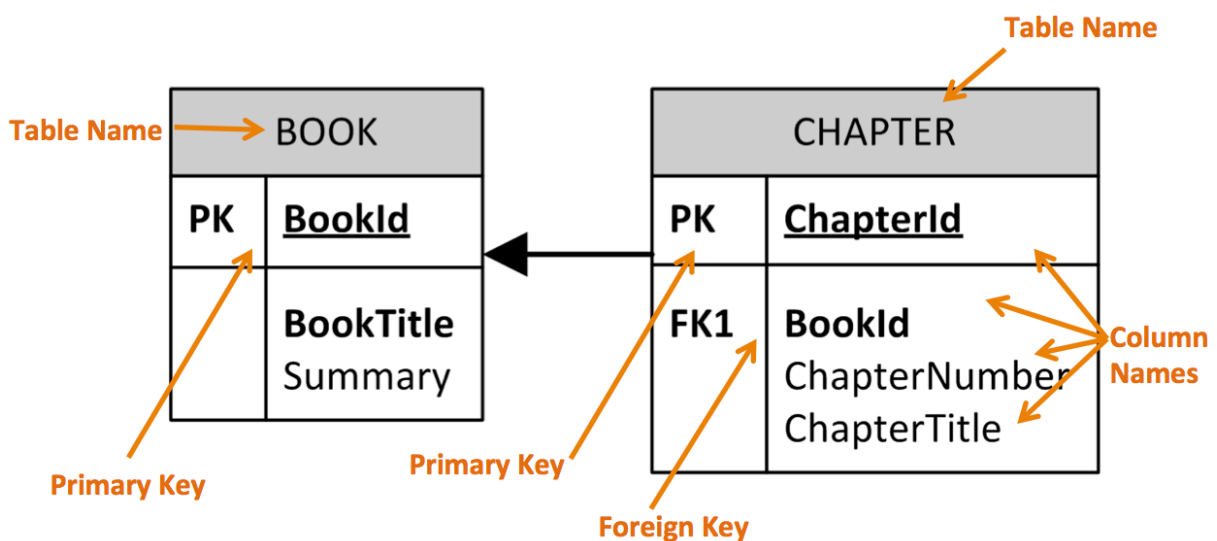 Table Name
Table Name
BOOK
CHAPTER
PK BookId
PK ChapterId
BookTitle
Summary
FK1 BookId
ChapterNumber
ChapterTitle
Column
Names
Primary Key
Primary Key
Foreign Key